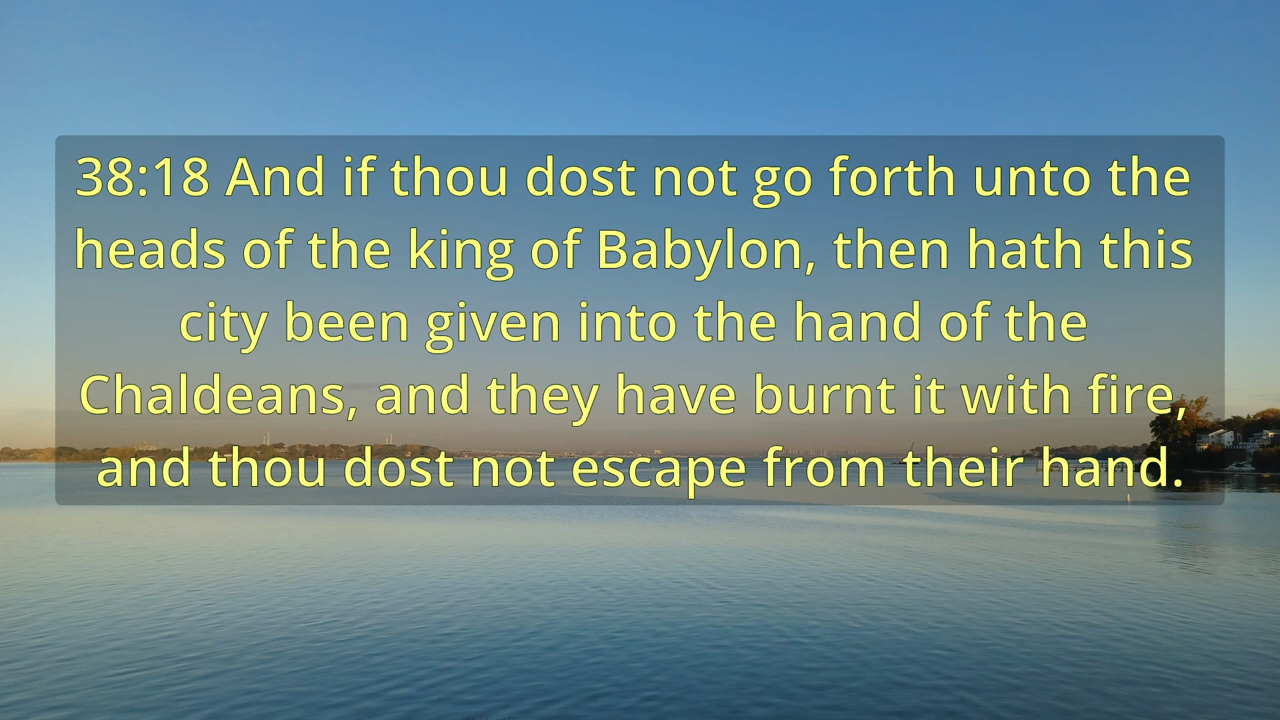 38:18 And if thou dost not go forth unto the
heads of the king of Babylon, then hath this
city been given into the hand of the
Chaldeans, and they have burnt it with fire,
and thou dost not escape from their hand.